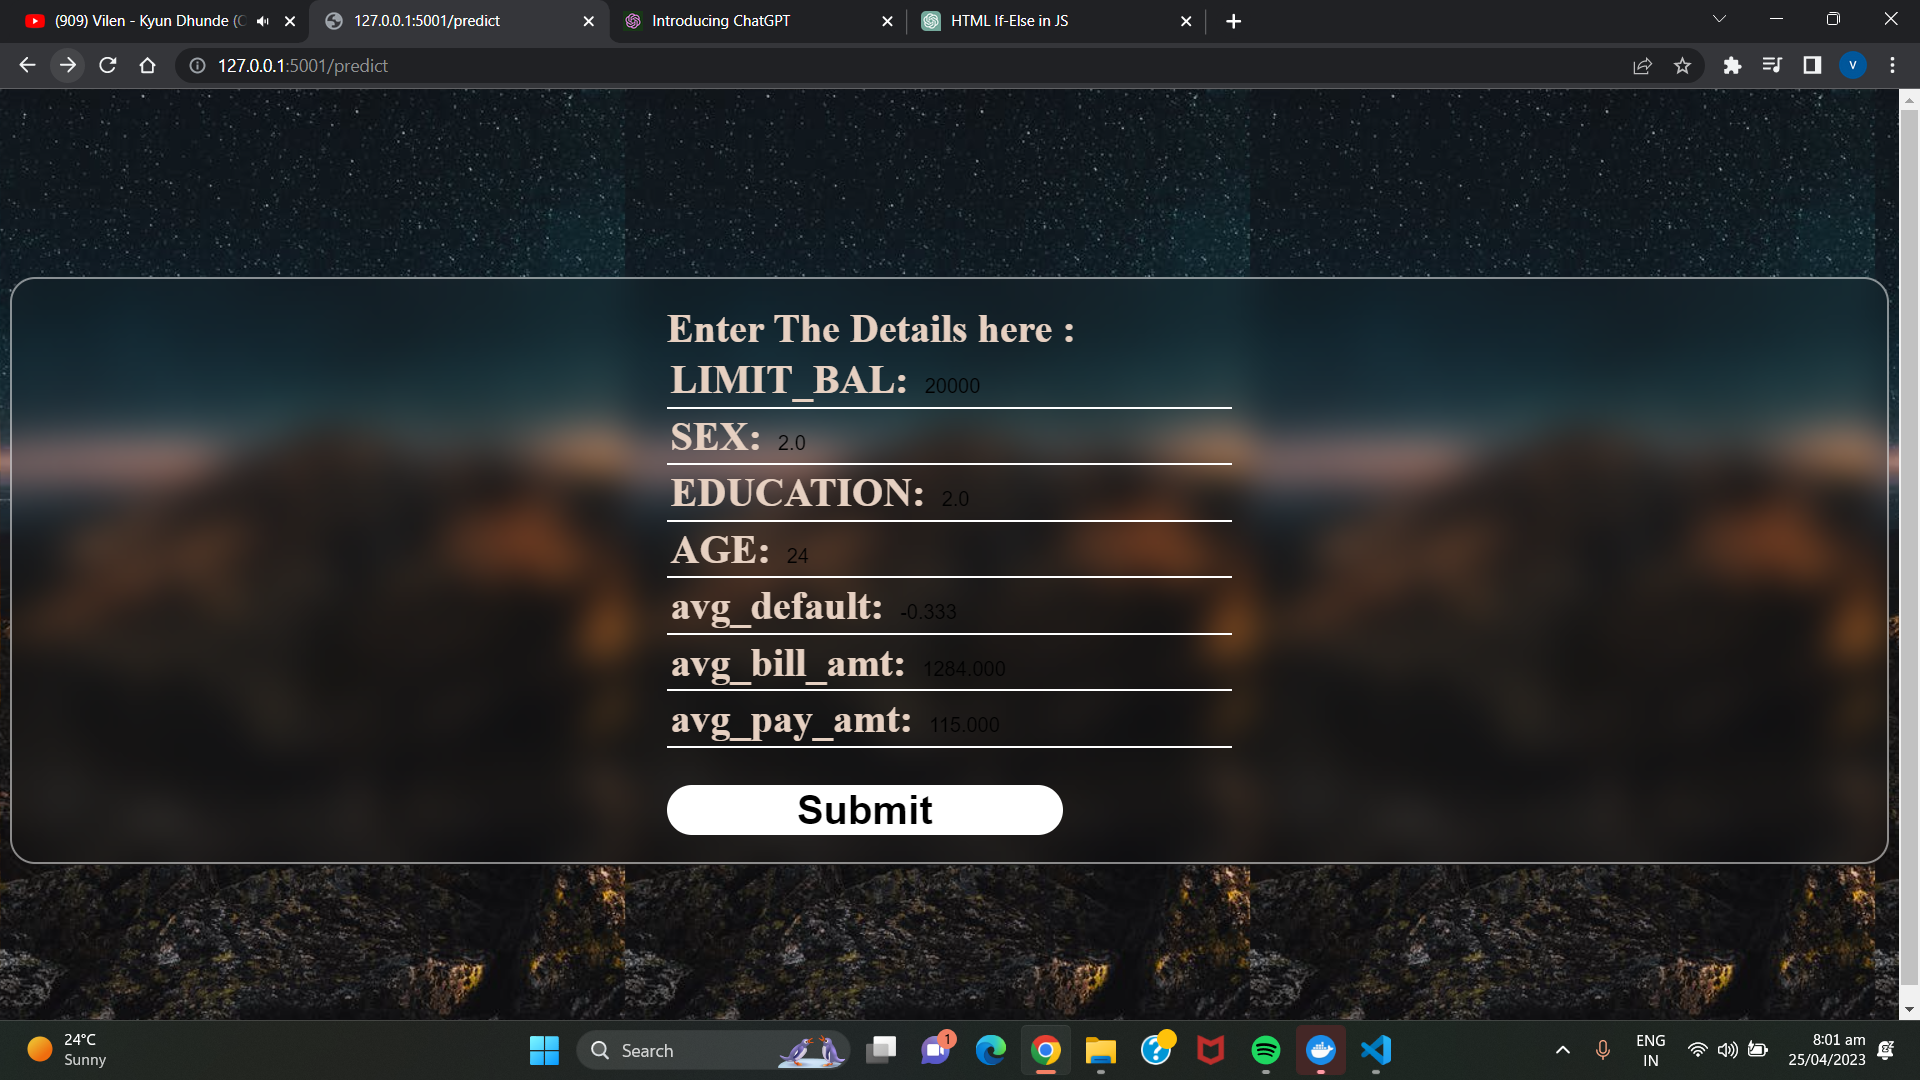 (909) Vilen - Kyun Dhunde (
127.0.0.1:5001/predict
Introducing ChatGPT
HTML If-Else in JS
127.0.0.1:5001/predict
V
Enter The Details here :
LIMIT_BAL: 20000
SEX: 2.0
EDUCATION: 2.0
AGE: 24
avg_default: -0.333
avg_bill_amt: 1284.000
avg_pay_amt: 115.000
Submit
24°C
Sunny
Search
1
ENG
IN
8:01 am
25/04/2023